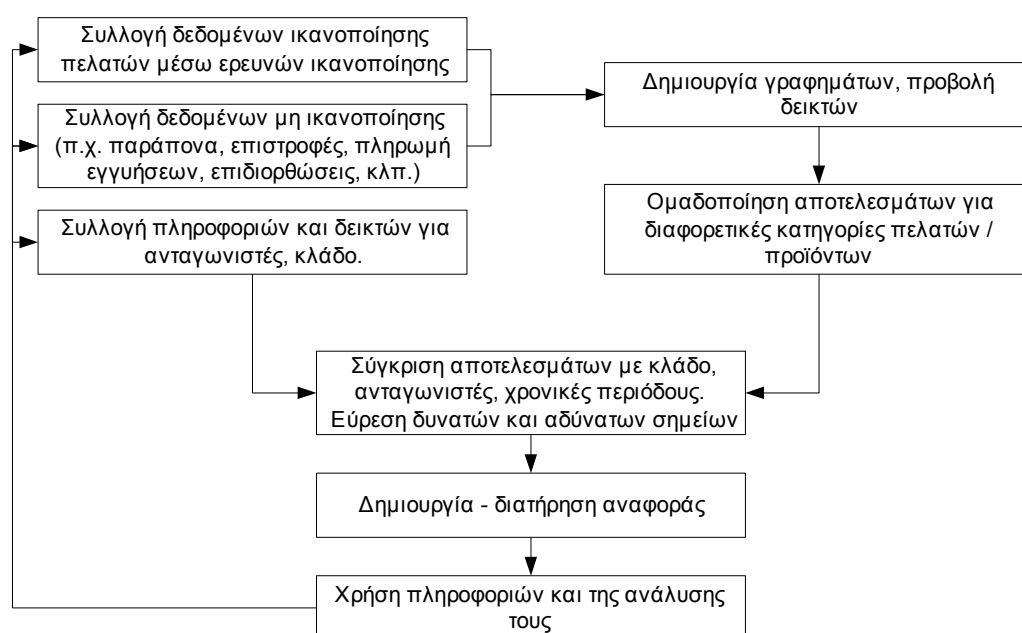 Συλλογή δεδομένων ικανοποίησης
πελατών μέσω ερευνών ικανοποίησης
Συλλογή δεδομένων μη ικανοποίησης
(π.χ. παράπονα, επιστροφές, πληρωμή
εγγυήσεων, επιδιορθώσεις, κλπ.)
Συλλογή πληροφοριών και δεικτών για
ανταγωνιστές, κλάδο.
Δημιουργία γραφημάτων, προβολή
δεικτών
Ομαδοποίηση αποτελεσμάτων για
διαφορετικές κατηγορίες πελατών /
προϊόντων
Σύγκριση αποτελεσμάτων με κλάδο,
ανταγωνιστές, χρονικές περιόδους.
Εύρεση δυνατών και αδύνατων σημείων
Δημιουργία - διατήρηση αναφοράς
Χρήση πληροφοριών και της ανάλυσης
τους